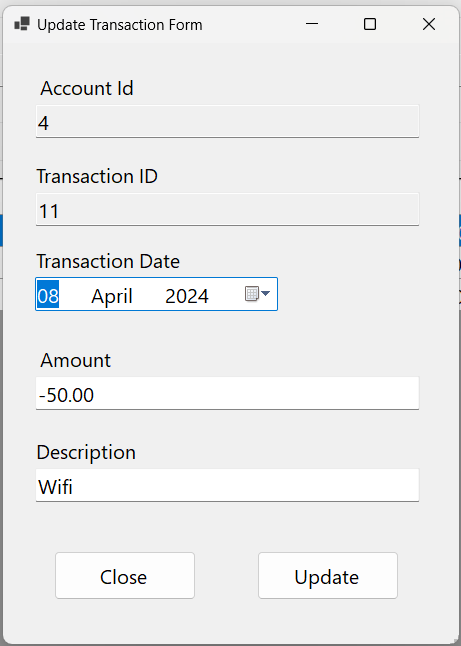 Update Transaction Form
Account Id
4
Transaction ID
11
Transaction Date
08 April 2024
Amount
-50.00
Description
Wifi
Close Update